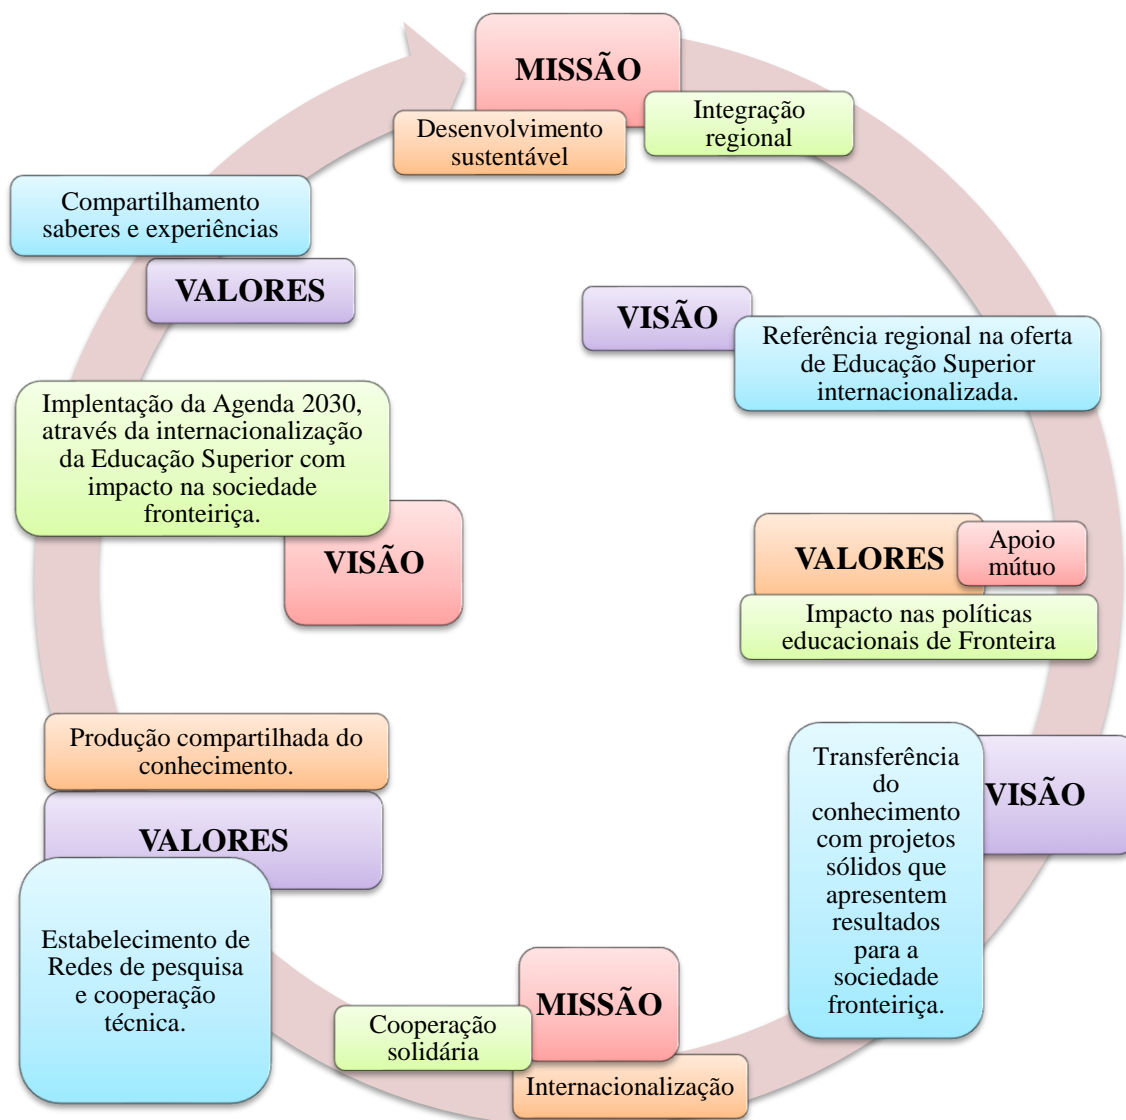 MISSÃO
Desenvolvimento
sustentável
Integração
regional
VISÃO
Referência regional na oferta
de Educação Superior
internacionalizada.
VALORES
Apoio
mútuo
Impacto nas políticas
educacionais de Fronteira
VISÃO
Transferência
do
conhecimento
com projetos
sólidos que
apresentem
resultados
para a
sociedade
fronteiriça.
MISSÃO
Cooperação
solidária
Internacionalização
Produção compartilhada do
conhecimento.
VALORES
Estabelecimento de
Redes de pesquisa
e cooperação
técnica.
Implentação da Agenda 2030,
através da internacionalização
da Educação Superior com
impacto na sociedade
fronteiriça.
VISÃO
Compartilhamento
saberes e experiências
VALORES